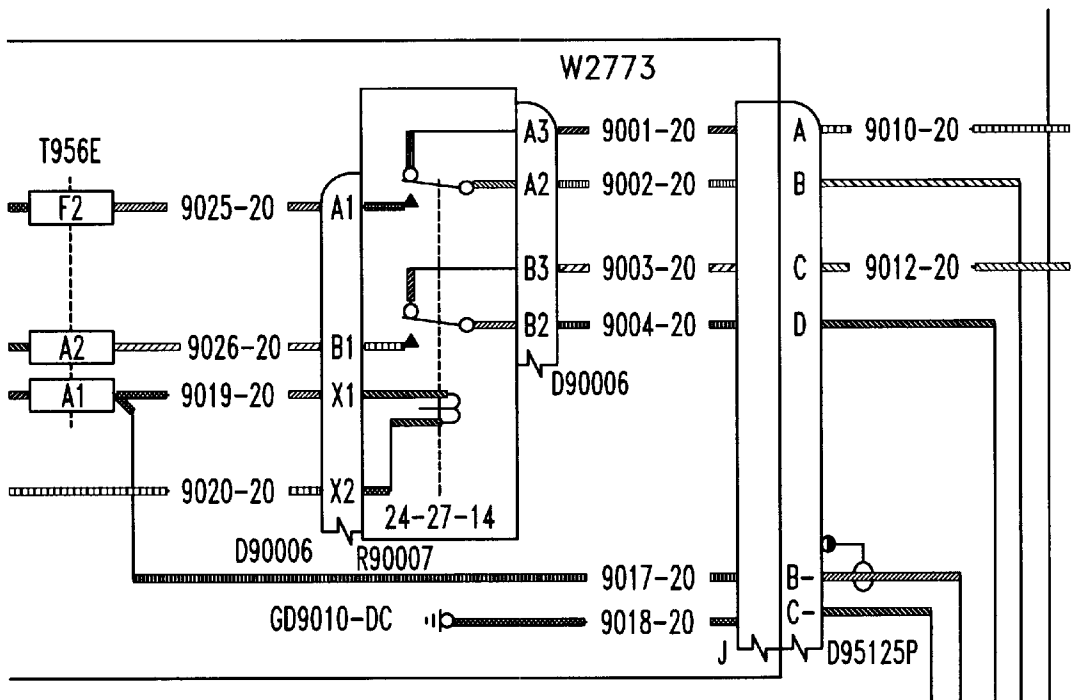 W2773
T956E
A3 9001-20 A 9010-20
F2 9025-20 A1 A2 9002-20 B
B3 9003-20 C 9012-20
A2 9026-20 B1 B2 9004-20 D
D90006
A1 9019-20 X1
9020-20 X2
24-27-14
D90006 R90007
9017-20 B-
GD9010-DC 9018-20 C-
J D95125P